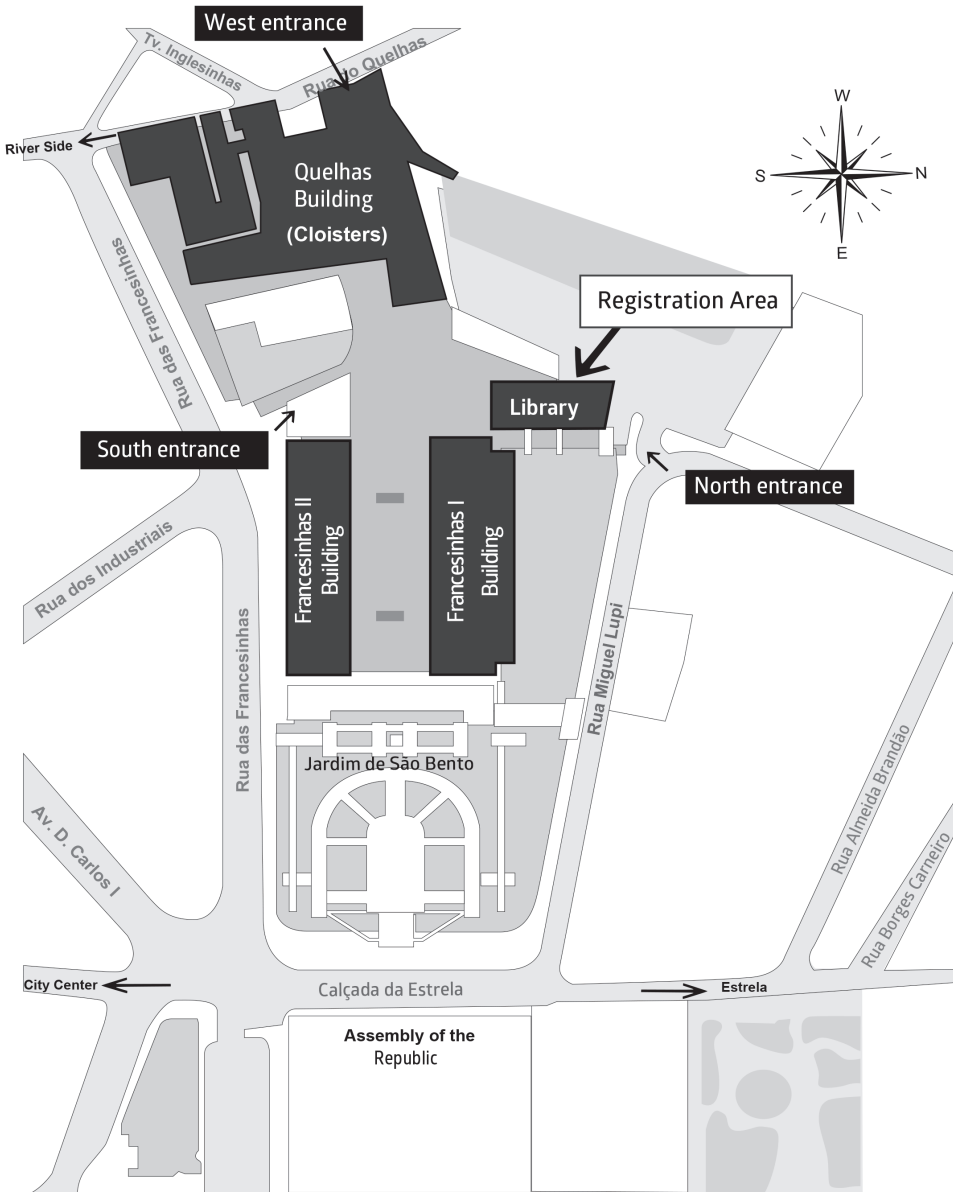 West entrance
Tv. Inglesinhas
Rua do Quelhas
W
S
N
E
River Side
Quelhas
Building
(Cloisters)
Rua das Francesinhas
Registration Area
Library
South entrance
North entrance
Francesinhas II
Building
Francesinhas I
Building
Rua dos Industriais
Rua das Francesinhas
Rua Miguel Lupi
Jardim de São Bento
Av. D. Carlos I
Rua Almeida Brandão
Rua Borges Carneiro
City Center
Calçada da Estrela
Estrela
Assembly of the
Republic